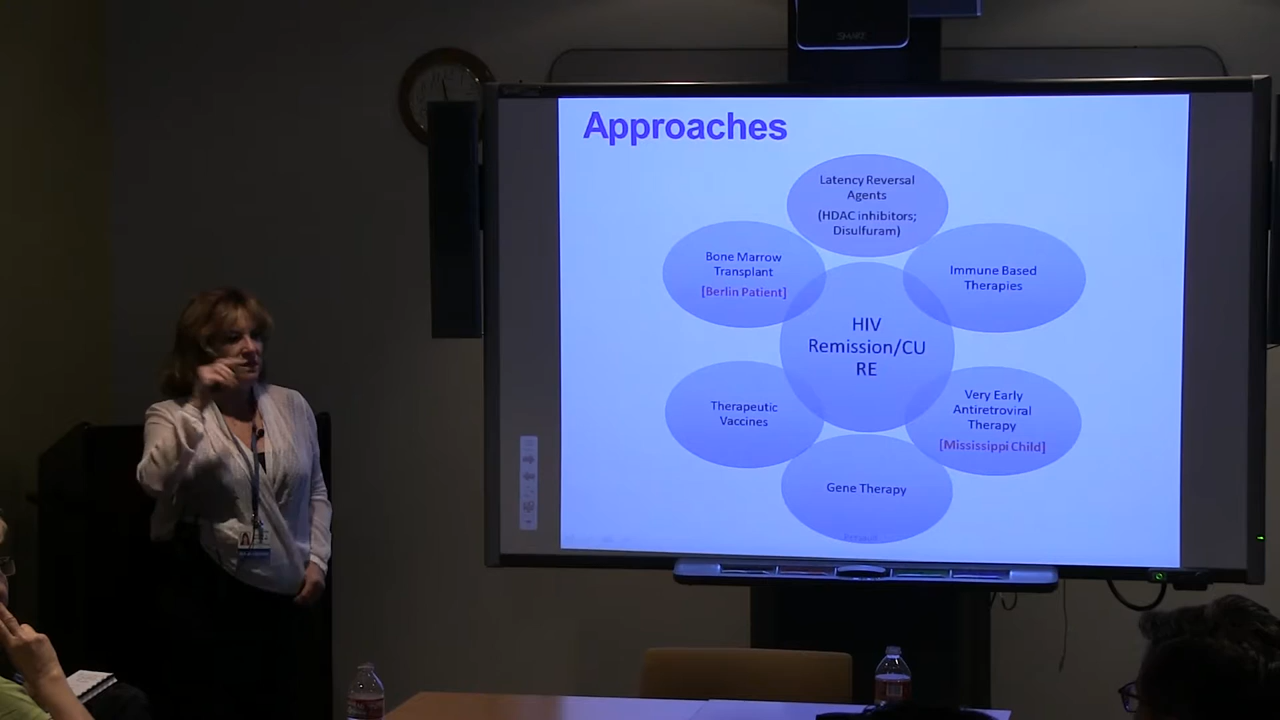 SMART
Approaches
Latency Reversal
Agents
(HDAC inhibitors;
Disulfuram)
Bone Marrow
Transplant
[Berlin Patient]
Immune Based
Therapies
HIV
Remission/CU
RE
Therapeutic
Vaccines
Very Early
Antiretroviral
Therapy
[Mississippi Child]
Gene Therapy